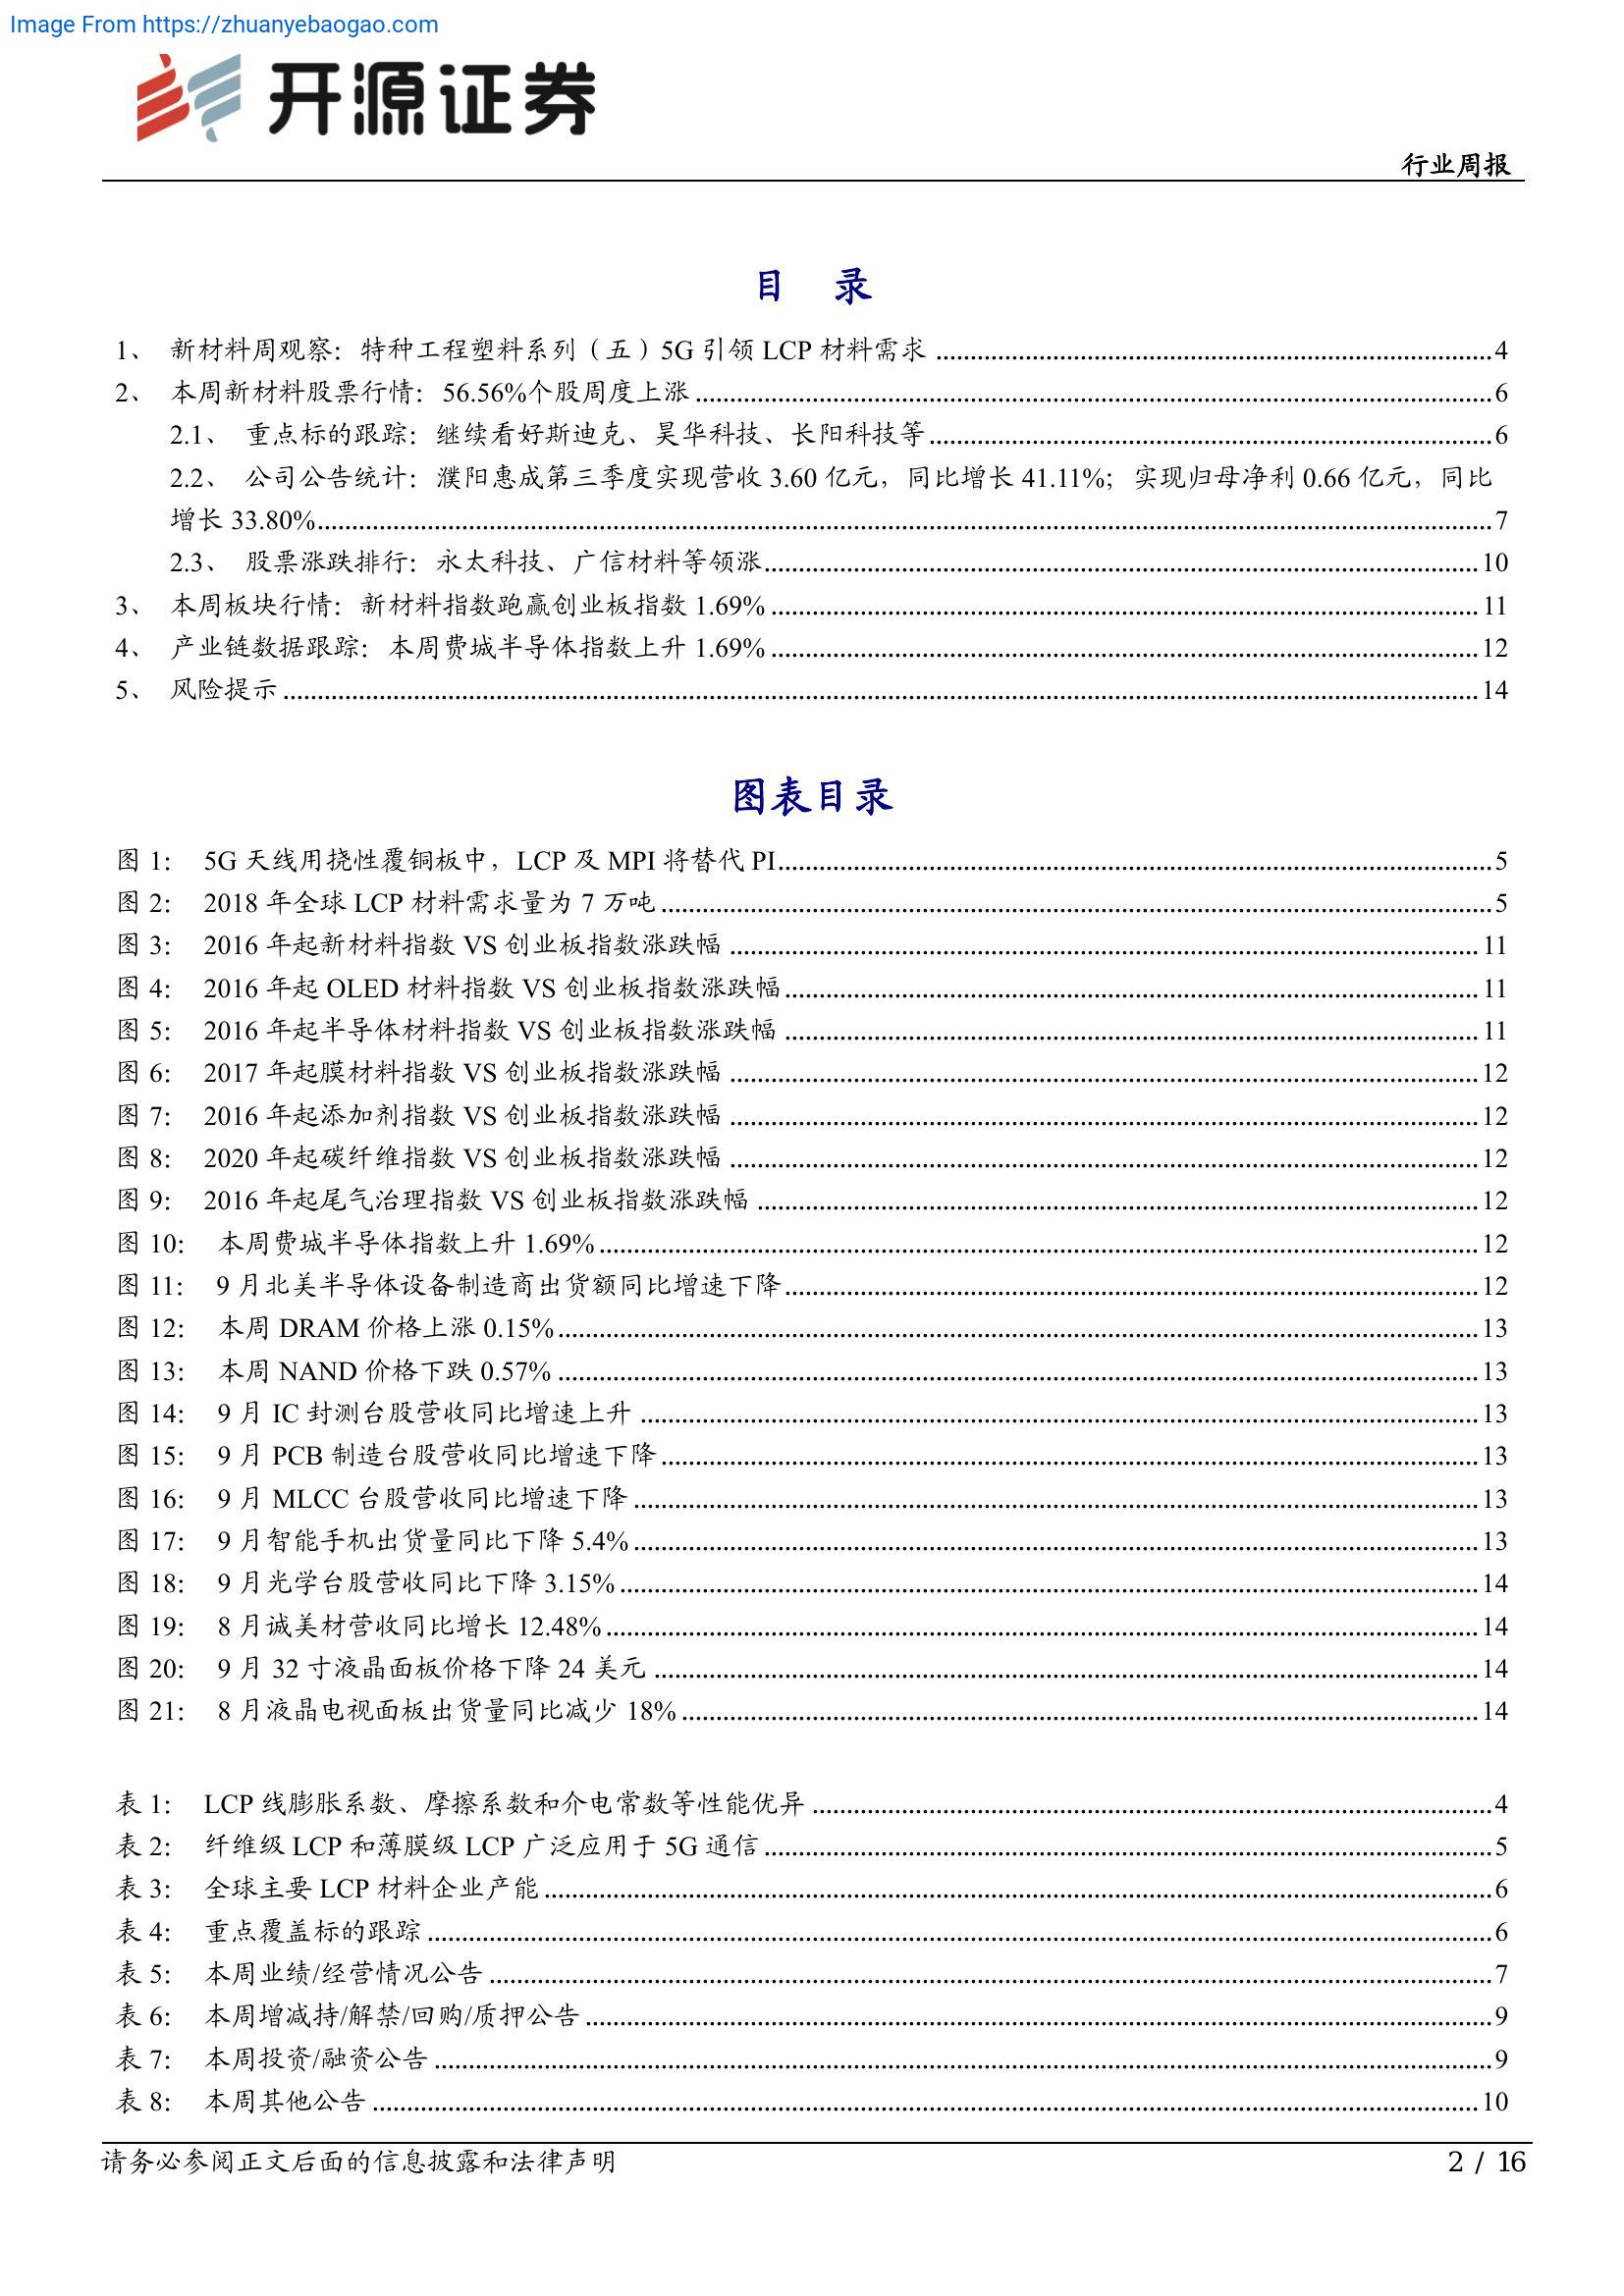 Image From https://zhuanyebaogao.com
开源证券
行业周报
目 录
1、 新材料周观察：特种工程塑料系列（五）5G 引领 LCP 材料需求 ........ 4
2、 本周新材料股票行情：56.56%个股周度上涨 ........ 6
2.1、 重点标的跟踪：继续看好斯迪克、昊华科技、长阳科技等 ........ 6
2.2、 公司公告统计：濮阳惠成第三季度实现营收 3.60 亿元，同比增长 41.11%；实现归母净利 0.66 亿元，同比
增长 33.80% ........ 7
2.3、 股票涨跌排行：永太科技、广信材料等领涨 ........ 10
3、 本周板块行情：新材料指数跑赢创业板指数 1.69% ........ 11
4、 产业链数据跟踪：本周费城半导体指数上升 1.69% ........ 12
5、 风险提示 ........ 14
图表目录
图 1： 5G 天线用挠性覆铜板中，LCP 及 MPI 将替代 PI ........ 5
图 2： 2018 年全球 LCP 材料需求量为 7 万吨 ........ 5
图 3： 2016 年起新材料指数 VS 创业板指数涨跌幅 ........ 11
图 4： 2016 年起 OLED 材料指数 VS 创业板指数涨跌幅 ........ 11
图 5： 2016 年起半导体材料指数 VS 创业板指数涨跌幅 ........ 11
图 6： 2017 年起膜材料指数 VS 创业板指数涨跌幅 ........ 12
图 7： 2016 年起添加剂指数 VS 创业板指数涨跌幅 ........ 12
图 8： 2020 年起碳纤维指数 VS 创业板指数涨跌幅 ........ 12
图 9： 2016 年起尾气治理指数 VS 创业板指数涨跌幅 ........ 12
图 10： 本周费城半导体指数上升 1.69% ........ 12
图 11： 9 月北美半导体设备制造商出货额同比增速下降 ........ 12
图 12： 本周 DRAM 价格上涨 0.15% ........ 13
图 13： 本周 NAND 价格下跌 0.57% ........ 13
图 14： 9 月 IC 封测台股营收同比增速上升 ........ 13
图 15： 9 月 PCB 制造台股营收同比增速下降 ........ 13
图 16： 9 月 MLCC 台股营收同比增速下降 ........ 13
图 17： 9 月智能手机出货量同比下降 5.4% ........ 13
图 18： 9 月光学台股营收同比下降 3.15% ........ 14
图 19： 8 月诚美材营收同比增长 12.48% ........ 14
图 20： 9 月 32 寸液晶面板价格下降 24 美元 ........ 14
图 21： 8 月液晶电视面板出货量同比减少 18% ........ 14
表 1： LCP 线膨胀系数、摩擦系数和介电常数等性能优异 ........ 4
表 2： 纤维级 LCP 和薄膜级 LCP 广泛应用于 5G 通信 ........ 5
表 3： 全球主要 LCP 材料企业产能 ........ 6
表 4： 重点覆盖标的跟踪 ........ 6
表 5： 本周业绩/经营情况公告 ........ 7
表 6： 本周增减持/解禁/回购/质押公告 ........ 9
表 7： 本周投资/融资公告 ........ 9
表 8： 本周其他公告 ........ 10
请务必参阅正文后面的信息披露和法律声明
2 / 16